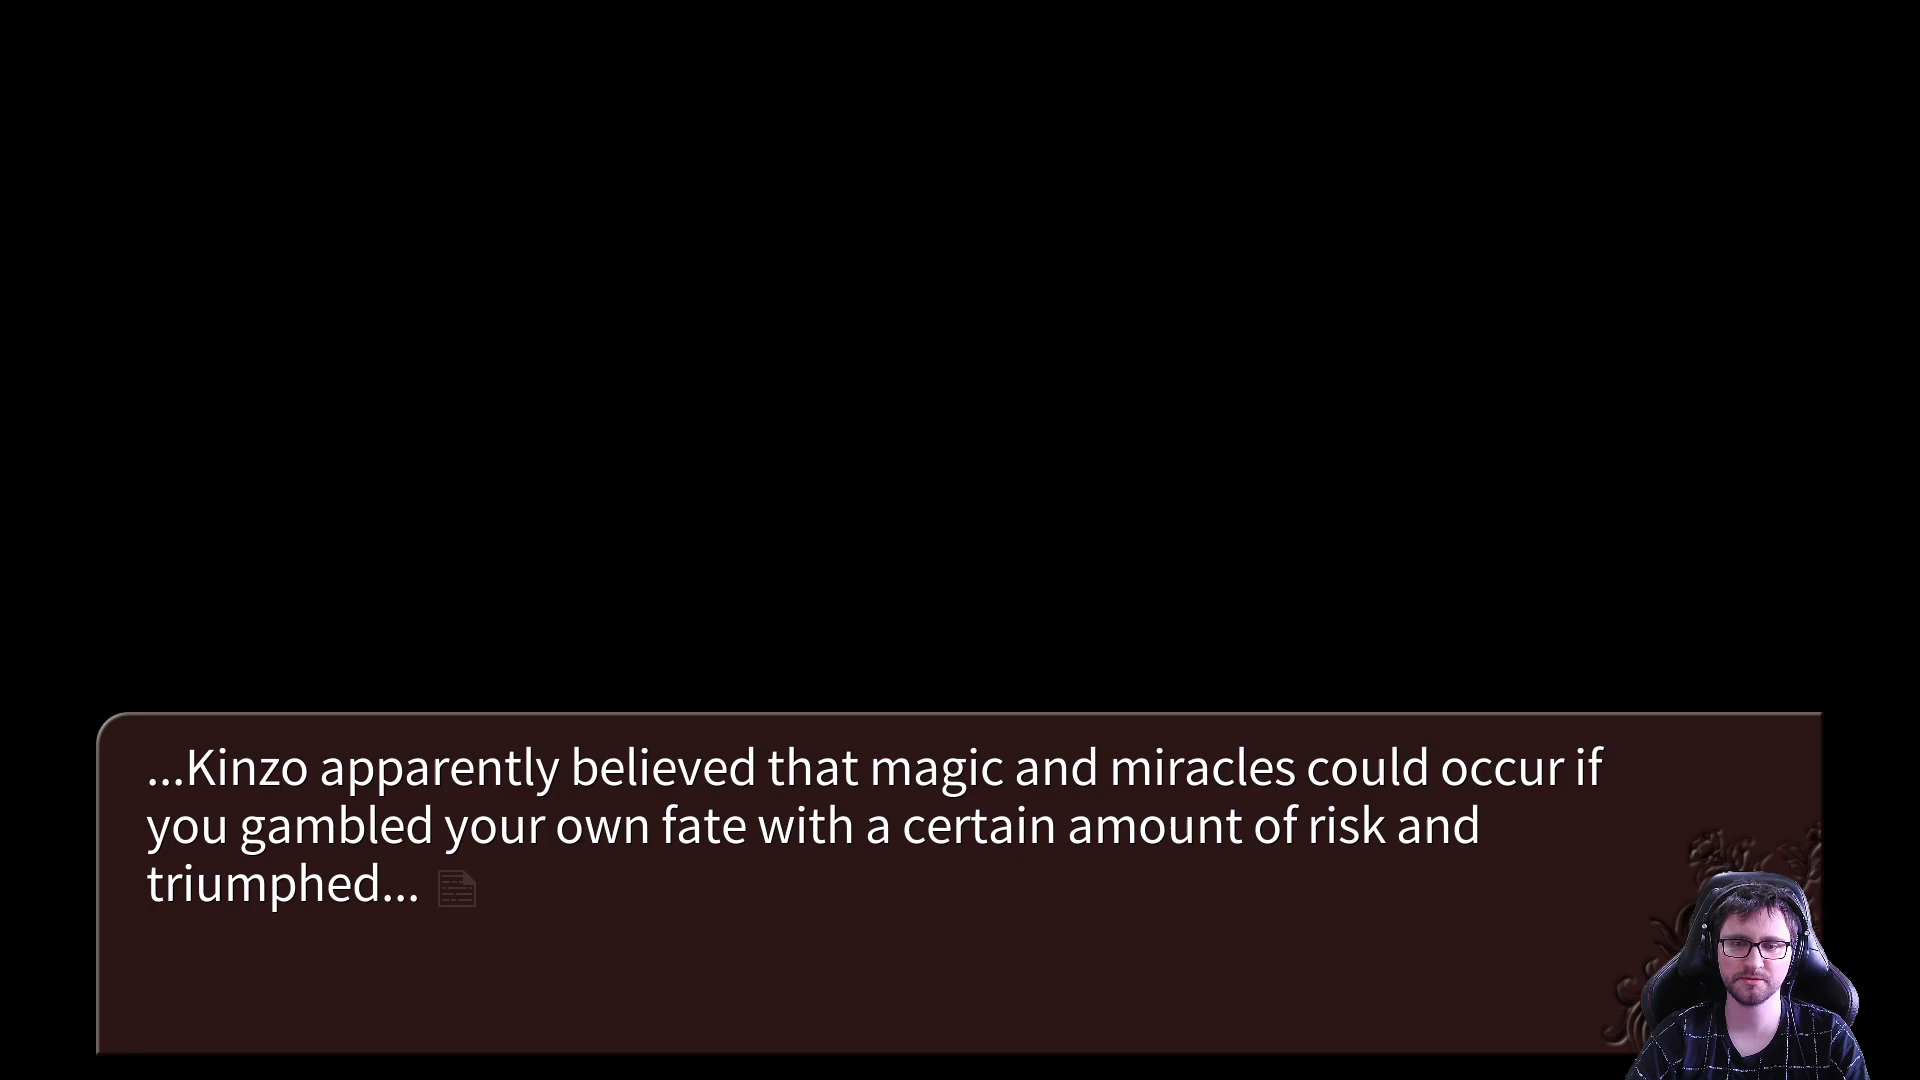 ...Kinzo apparently believed that magic and miracles could occur if
you gambled your own fate with a certain amount of risk and
triumphed...